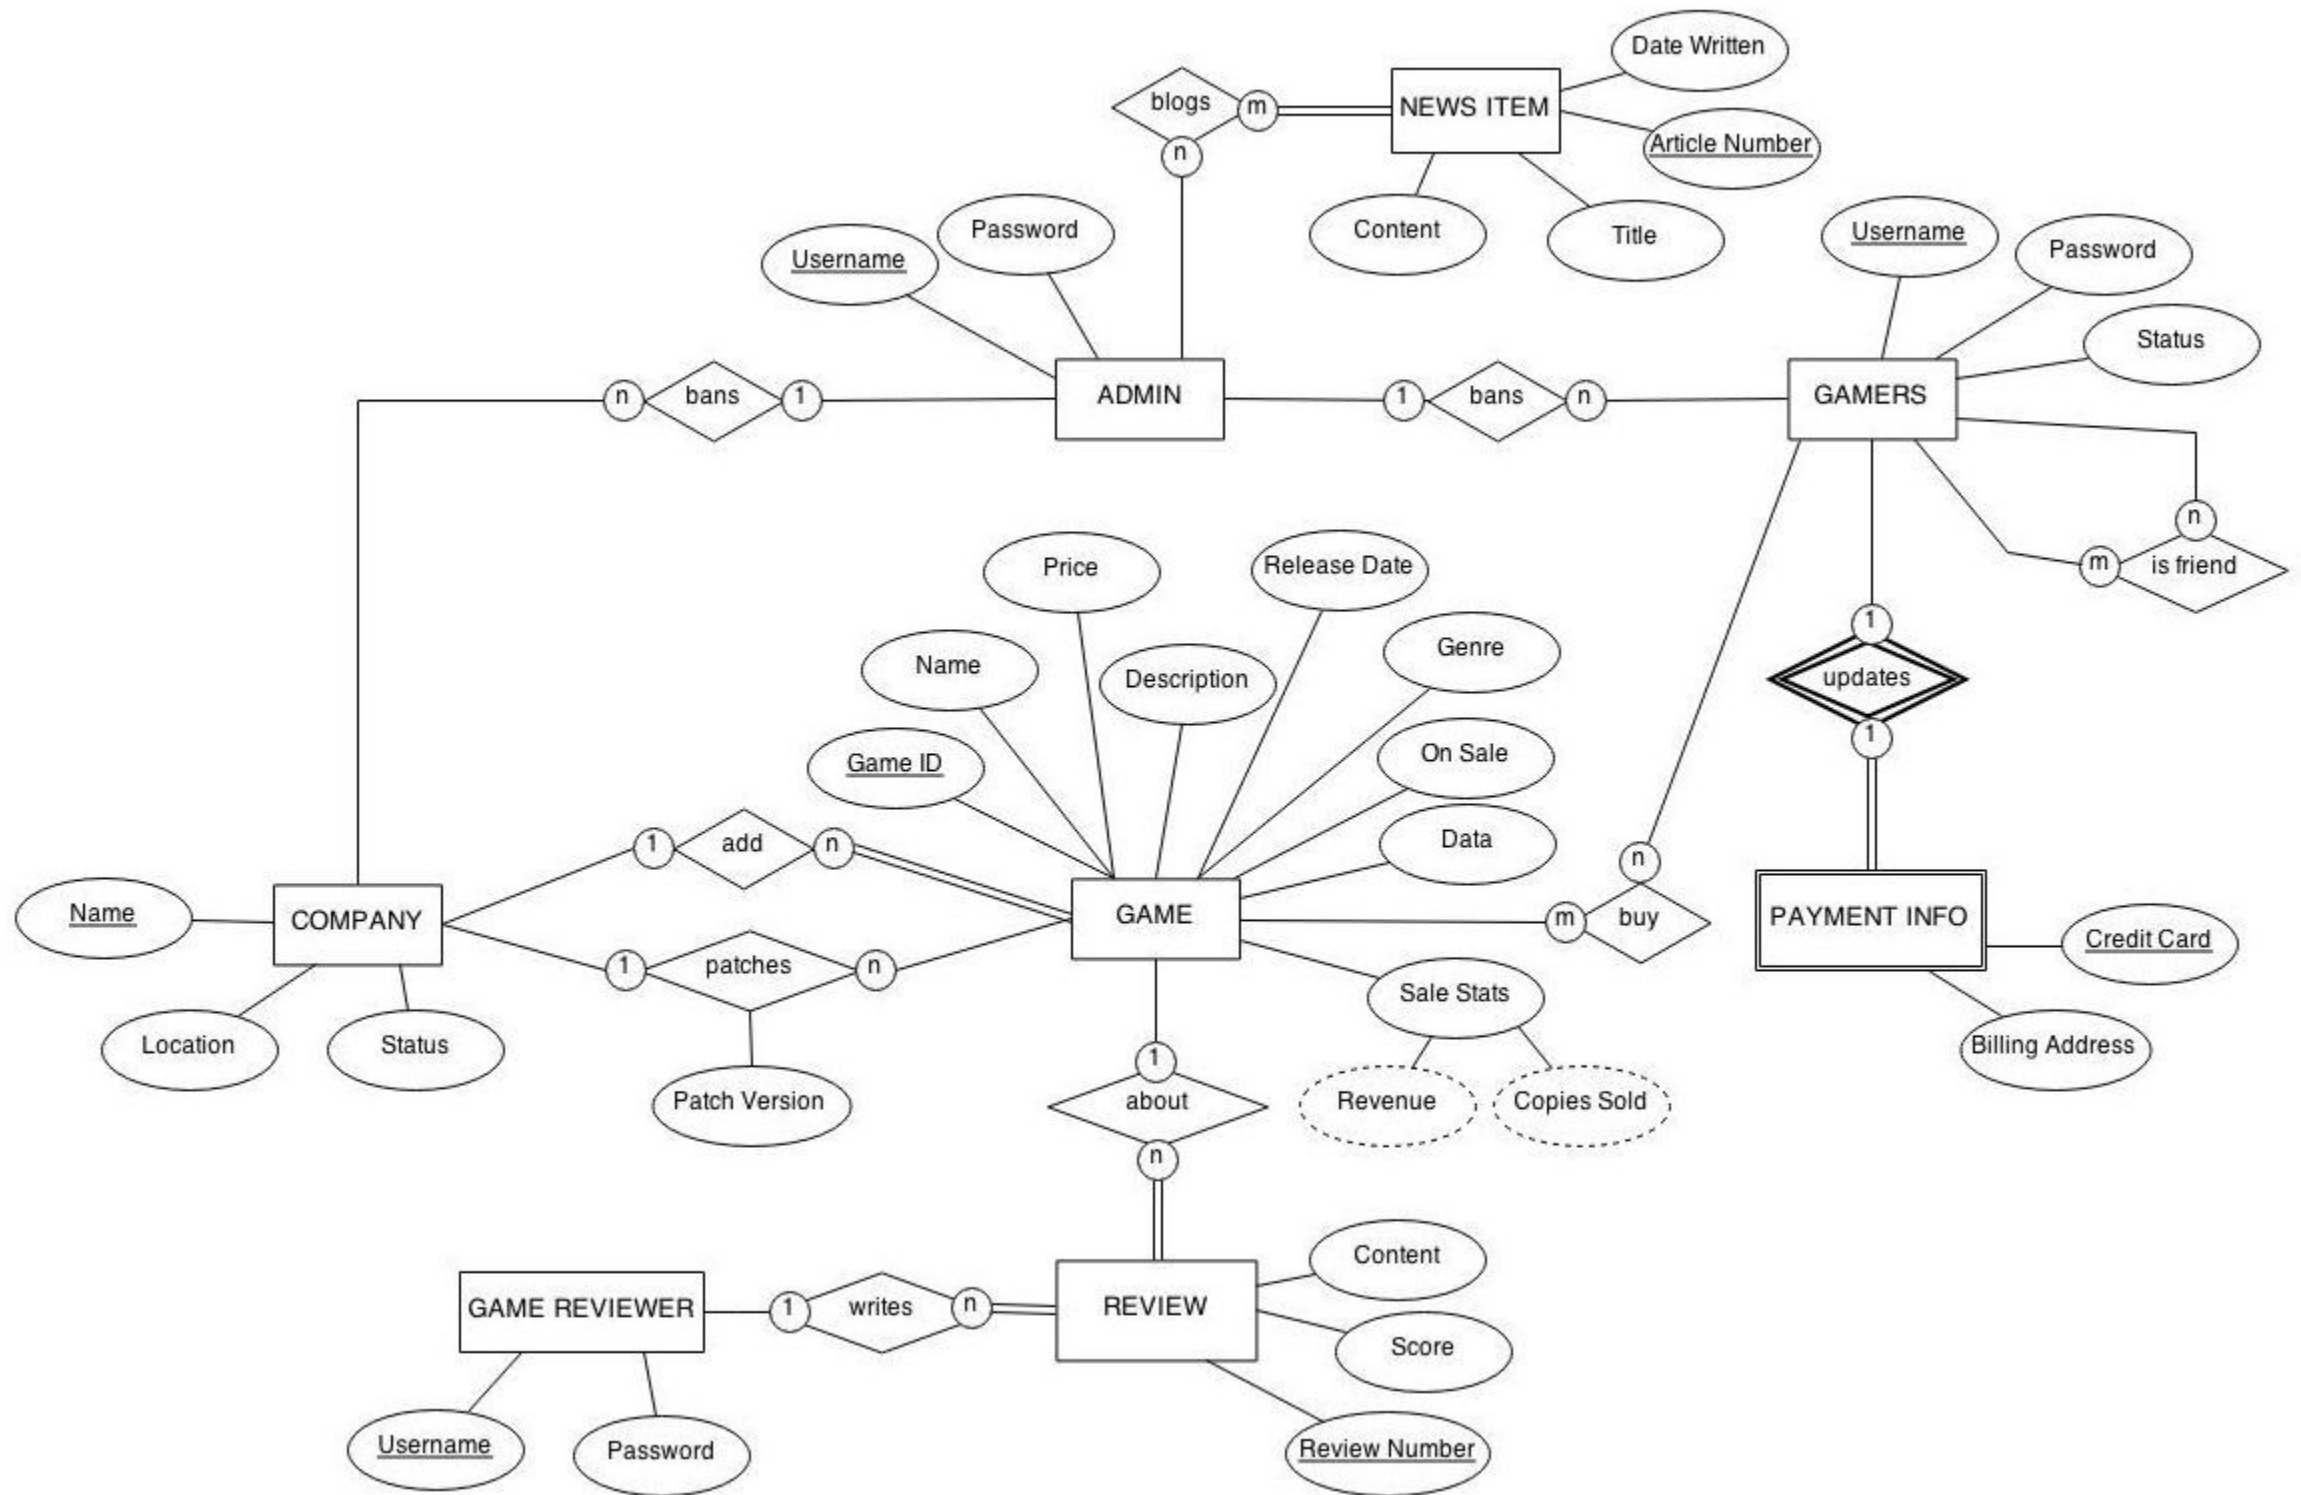 Date Written
blogs
m
NEWS ITEM
n
Article Number
Content
Title
Username
Password
Username
Password
Status
n
bans
1
ADMIN
1
bans
n
GAMERS
n
m
is friend
Price
Release Date
1
Name
Description
Genre
updates
1
Game ID
On Sale
1
add
n
Data
n
Name
COMPANY
GAME
m
buy
PAYMENT INFO
Credit Card
1
patches
n
Sale Stats
Location
Status
1
Billing Address
Patch Version
about
Revenue
Copies Sold
n
Content
GAME REVIEWER
1
writes
n
REVIEW
Score
Username
Password
Review Number